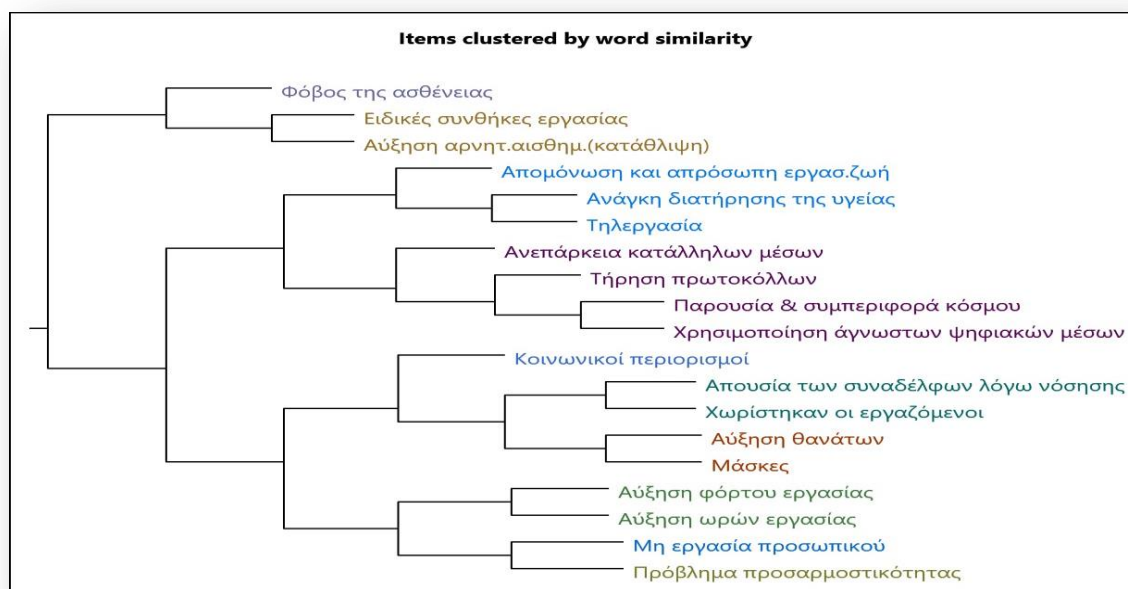 Items clustered by word similarity
Φόβος της ασθένειας
Ειδικές συνθήκες εργασίας
Αύξηση αρνητ.αισθημ.(κατάθλιψη)
Απομόνωση και απρόσωπη εργασ.ζωή
Ανάγκη διατήρησης της υγείας
Τηλεργασία
Ανεπάρκεια κατάλληλων μέσων
Τήρηση πρωτοκόλλων
Παρουσία & συμπεριφορά κόσμου
Χρησιμοποίηση άγνωστων ψηφιακών μέσων
Κοινωνικοί περιορισμοί
Απουσία των συναδέλφων λόγω νόσησης
Χωρίστηκαν οι εργαζόμενοι
Αύξηση θανάτων
Μάσκες
Αύξηση φόρτου εργασίας
Αύξηση ωρών εργασίας
Μη εργασία προσωπικού
Πρόβλημα προσαρμοστικότητας